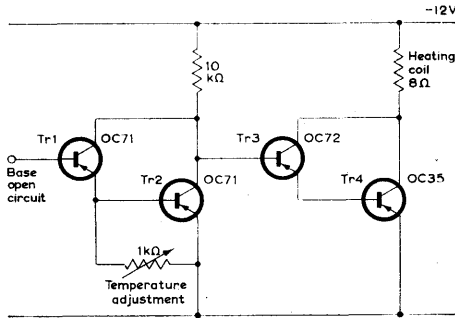 -12V
10
kΩ
Heating
coil
8Ω
Tr1
OC71
Tr3
OC72
Base
open
circuit
Tr2
OC71
Tr4
OC35
1kΩ
Temperature
adjustment